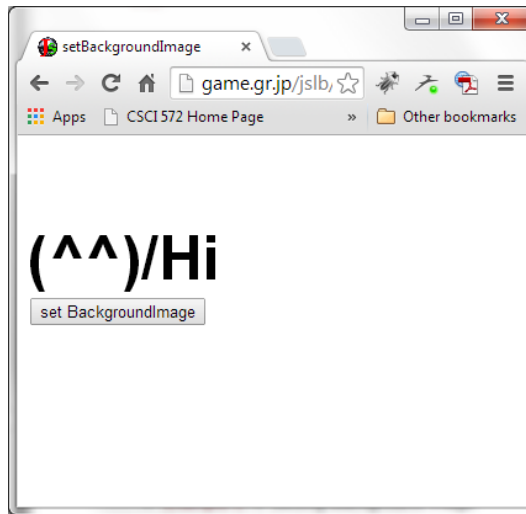 setBackgroundImage
game.gr.jp/jslb/
Apps CSCI 572 Home Page » Other bookmarks
(^^)/Hi
set BackgroundImage